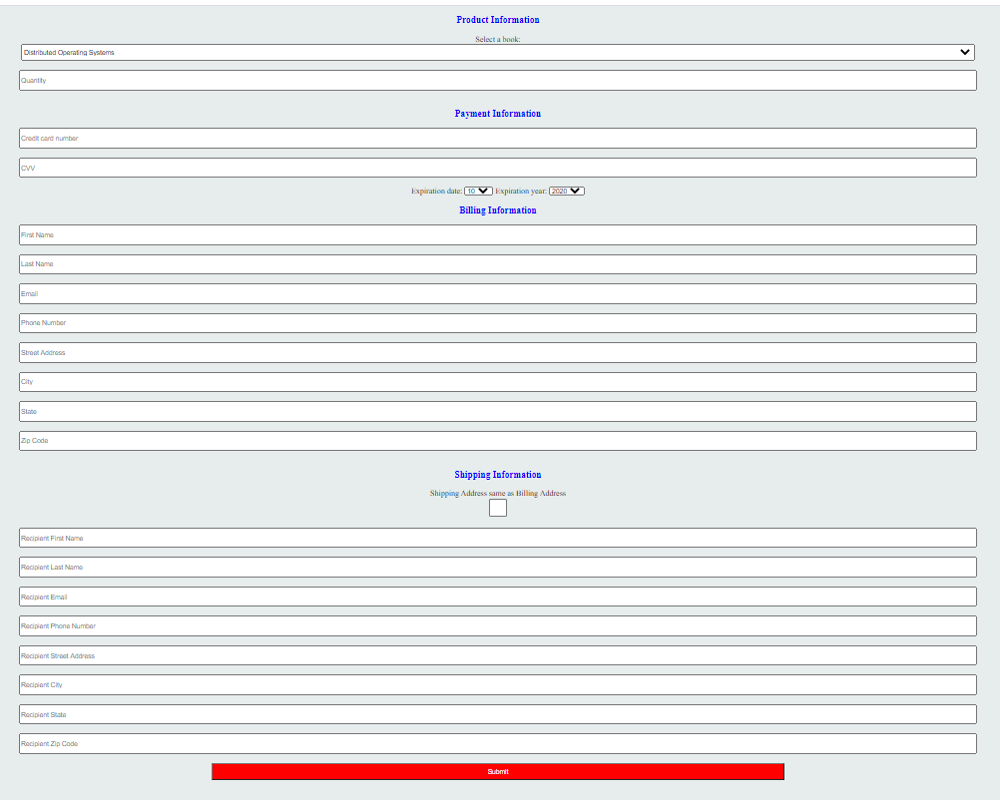 Product Information
Select a book:
Distributed Operating Systems
Quantity
Payment Information
Credit card number
CVV
Expiration date: 10 Expiration year: 2020
Billing Information
First Name
Last Name
Email
Phone Number
Street Address
City
State
Zip Code
Shipping Information
Shipping Address same as Billing Address
Recipient First Name
Recipient Last Name
Recipient Email
Recipient Phone Number
Recipient Street Address
Recipient City
Recipient State
Recipient Zip Code
Submit